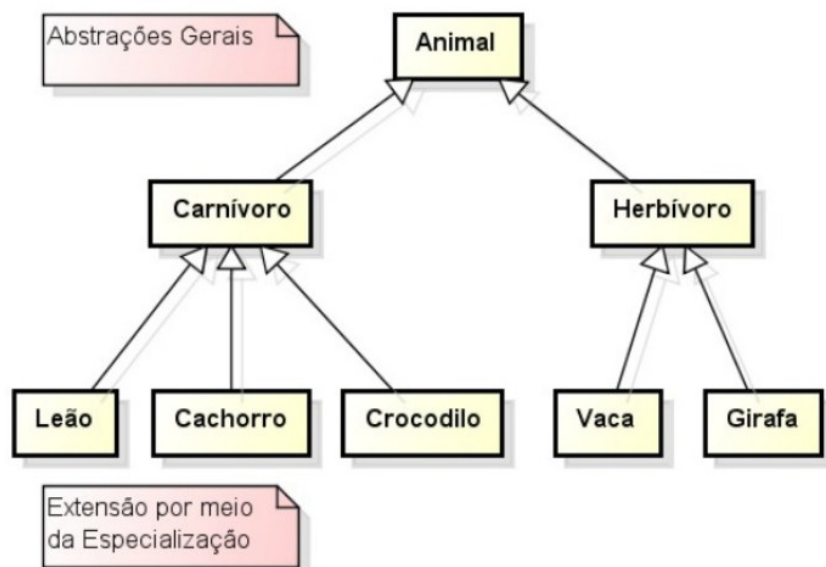 Abstrações Gerais
Animal
Carnívoro
Herbívoro
Leão
Cachorro
Crocodilo
Vaca
Girafa
Extensão por meio
da Especialização